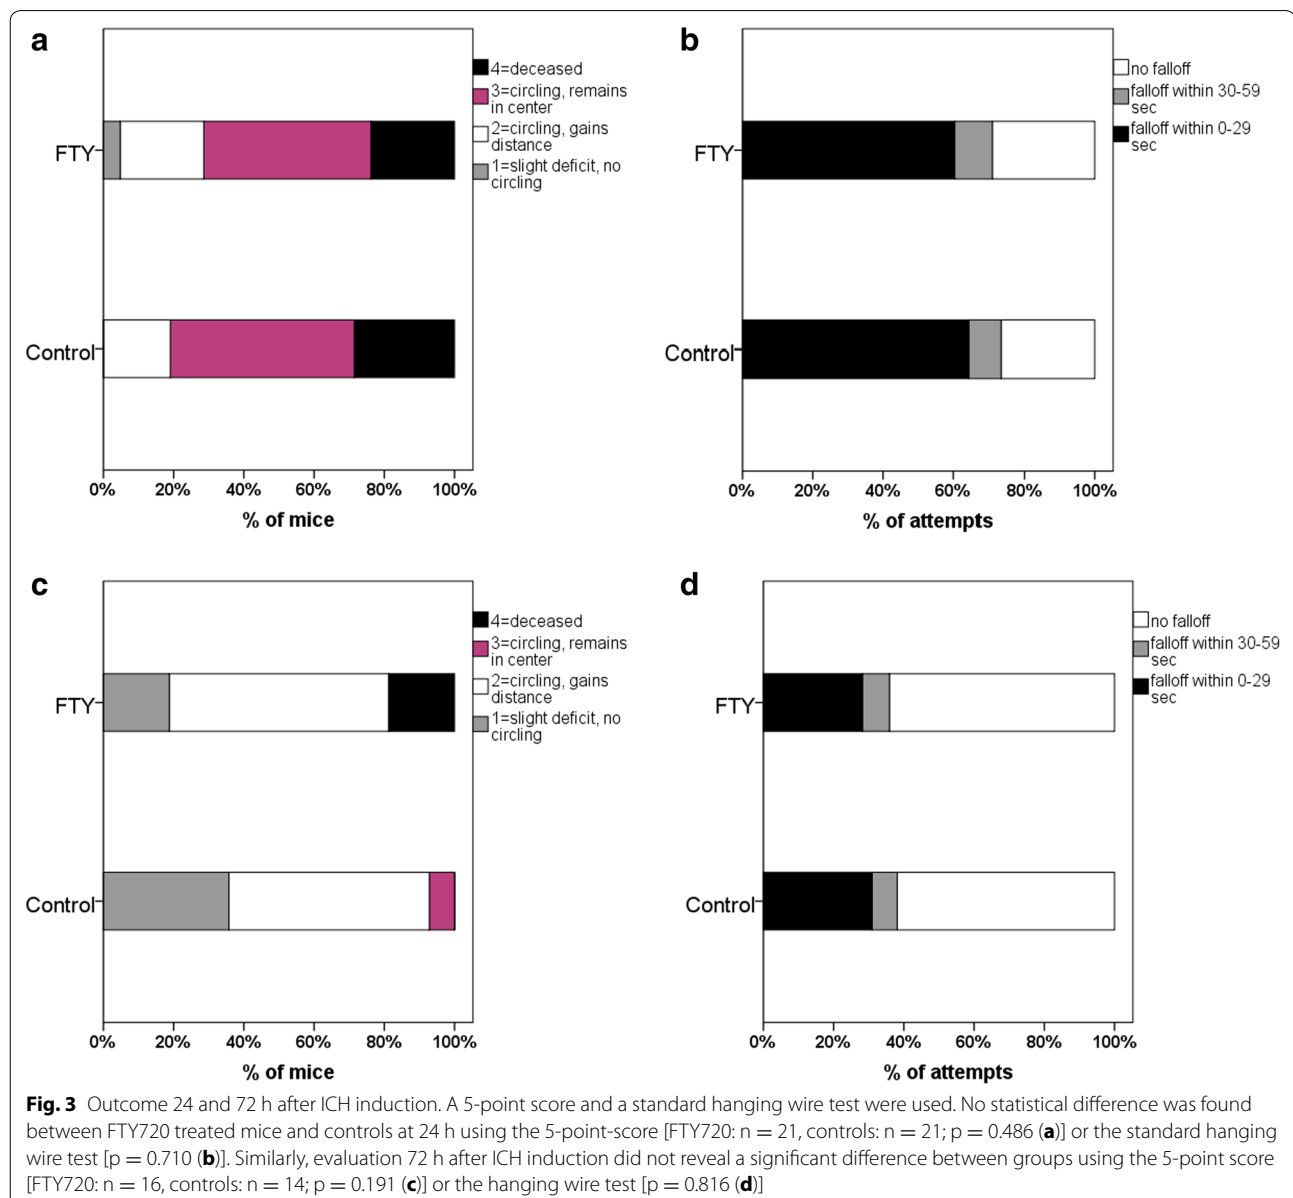 a
4=deceased
3=circling, remains
in center
2=circling, gains
distance
1=slight deficit, no
circling
FTY
Control
0% 20% 40% 60% 80% 100%
% of mice
b
no falloff
falloff within 30-59
sec
falloff within 0-29
sec
FTY
Control
0% 20% 40% 60% 80% 100%
% of attempts
c
4=deceased
3=circling, remains
in center
2=circling, gains
distance
1=slight deficit, no
circling
FTY
Control
0% 20% 40% 60% 80% 100%
% of mice
d
no falloff
falloff within 30-59
sec
falloff within 0-29
sec
FTY
Control
0% 20% 40% 60% 80% 100%
% of attempts
Fig. 3 Outcome 24 and 72 h after ICH induction. A 5-point score and a standard hanging wire test were used. No statistical difference was found
between FTY720 treated mice and controls at 24 h using the 5-point-score [FTY720: n = 21, controls: n = 21; p = 0.486 (a)] or the standard hanging
wire test [p = 0.710 (b)]. Similarly, evaluation 72 h after ICH induction did not reveal a significant difference between groups using the 5-point score
[FTY720: n = 16, controls: n = 14; p = 0.191 (c)] or the hanging wire test [p = 0.816 (d)]